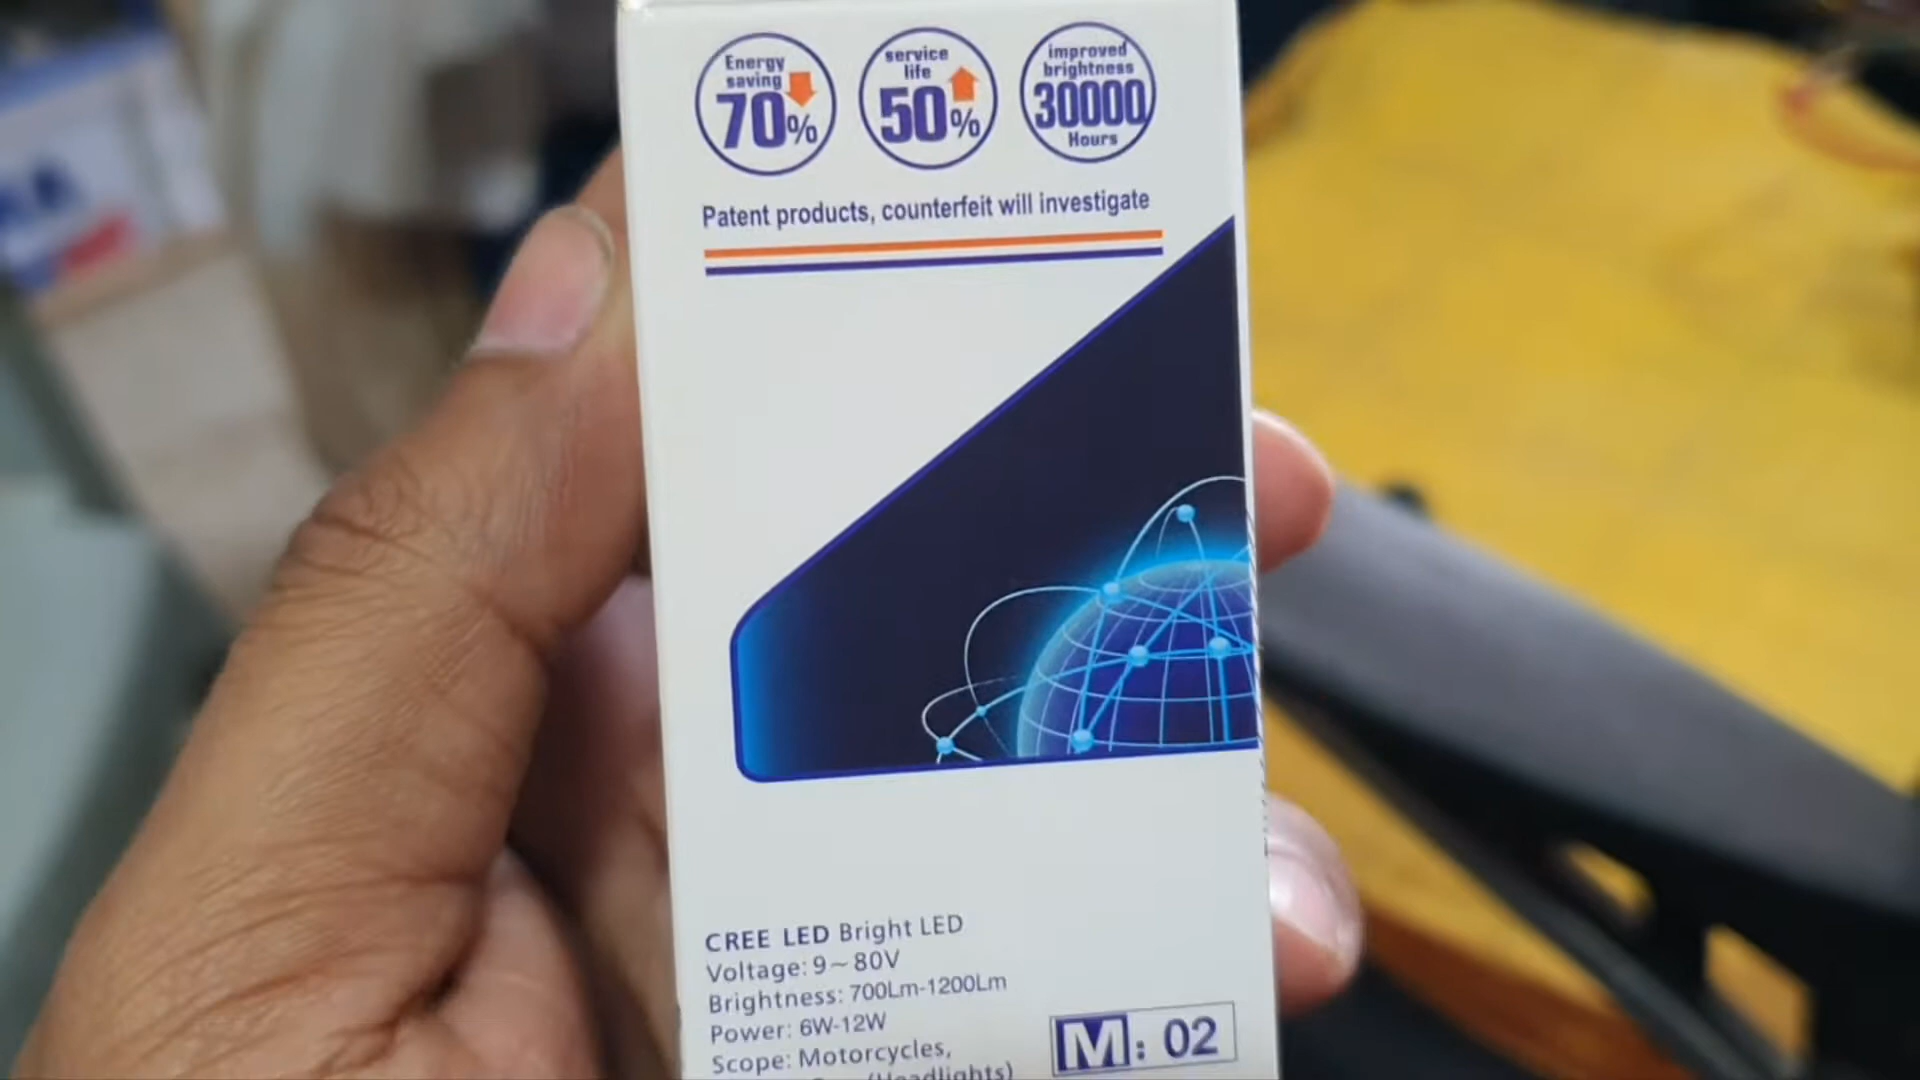 Energy
saving
70%
service
life
50%
improved
brightness
30000
Hours
Patent products, counterfeit will investigate
CREE LED Bright LED
Voltage: 9~80V
Brightness: 700Lm-1200Lm
Power: 6W-12W
Scope: Motorcycles,
(Headlights)
M: 02